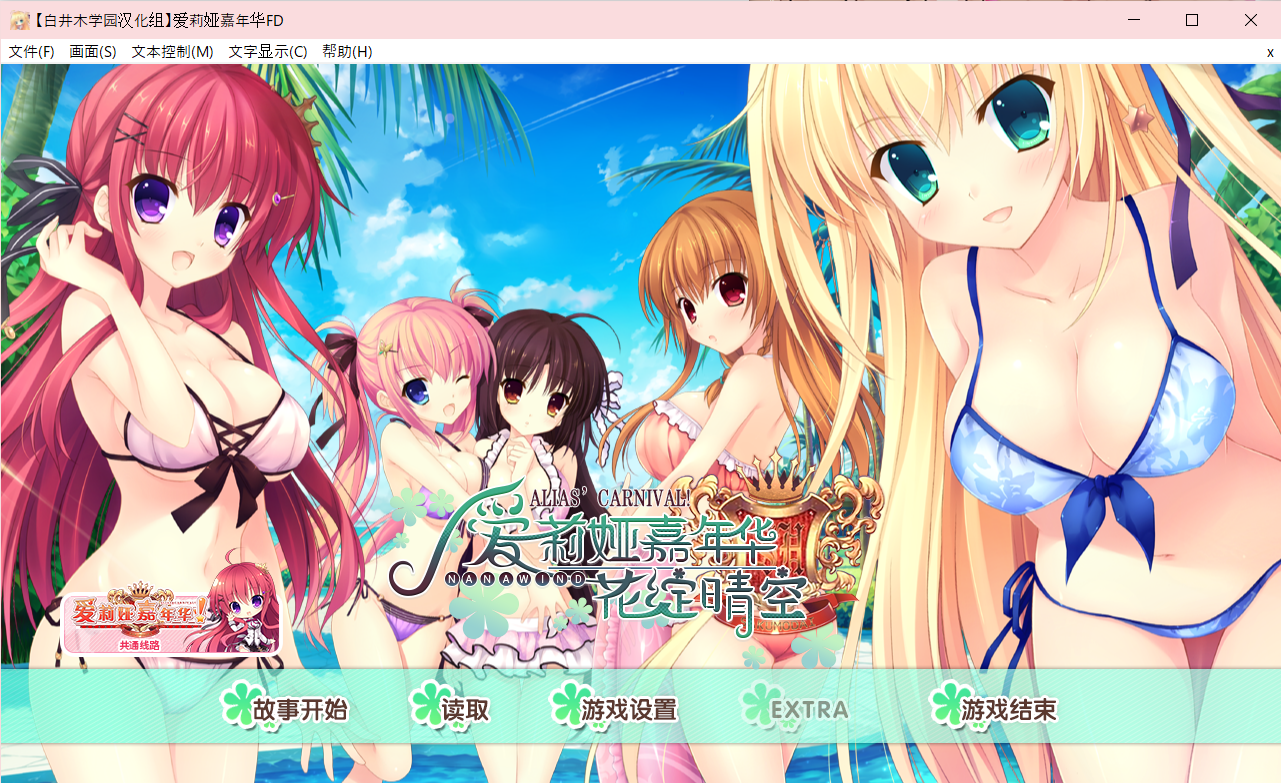 【白井木学园汉化组】爱莉娅嘉年华FD
文件(F) 画面(S) 文本控制(M) 文字显示(C) 帮助(H) x
ALIAS' CARNIVAL!
爱莉娅嘉年华
NANAWIND
花绽晴空
爱莉娅嘉年华!
共通线路
故事开始 读取 游戏设置 EXTRA 游戏结束